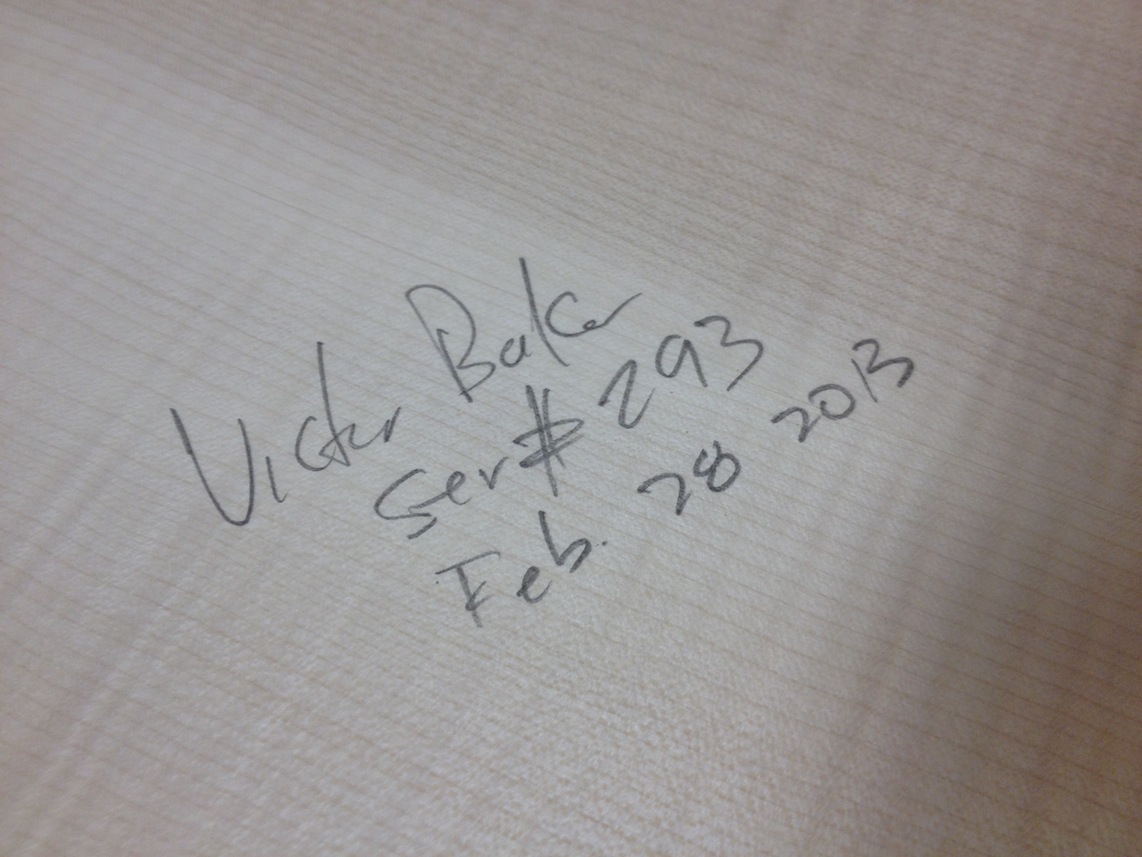 Victor Baker
Ser# 293
Feb. 28 2013